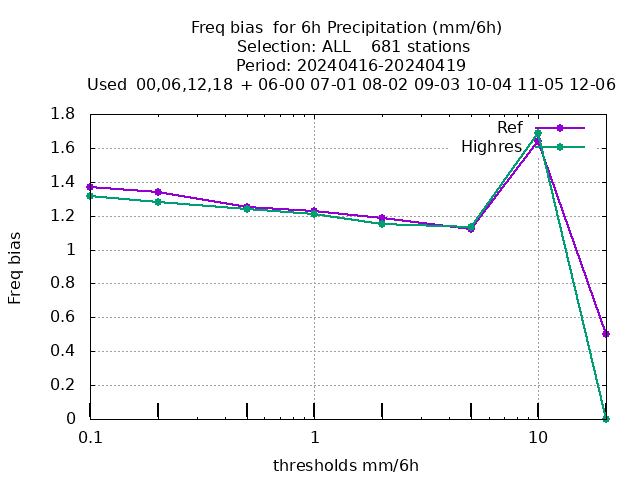 Freq bias  for 6h Precipitation (mm/6h)
Selection: ALL    681 stations
Period: 20240416-20240419
Used  00,06,12,18  + 06-00 07-01 08-02 09-03 10-04 11-05 12-06
Ref
Highres
1.8
1.6
1.4
1.2
1
0.8
0.6
0.4
0.2
0
Freq bias
0.1
1
10
thresholds mm/6h